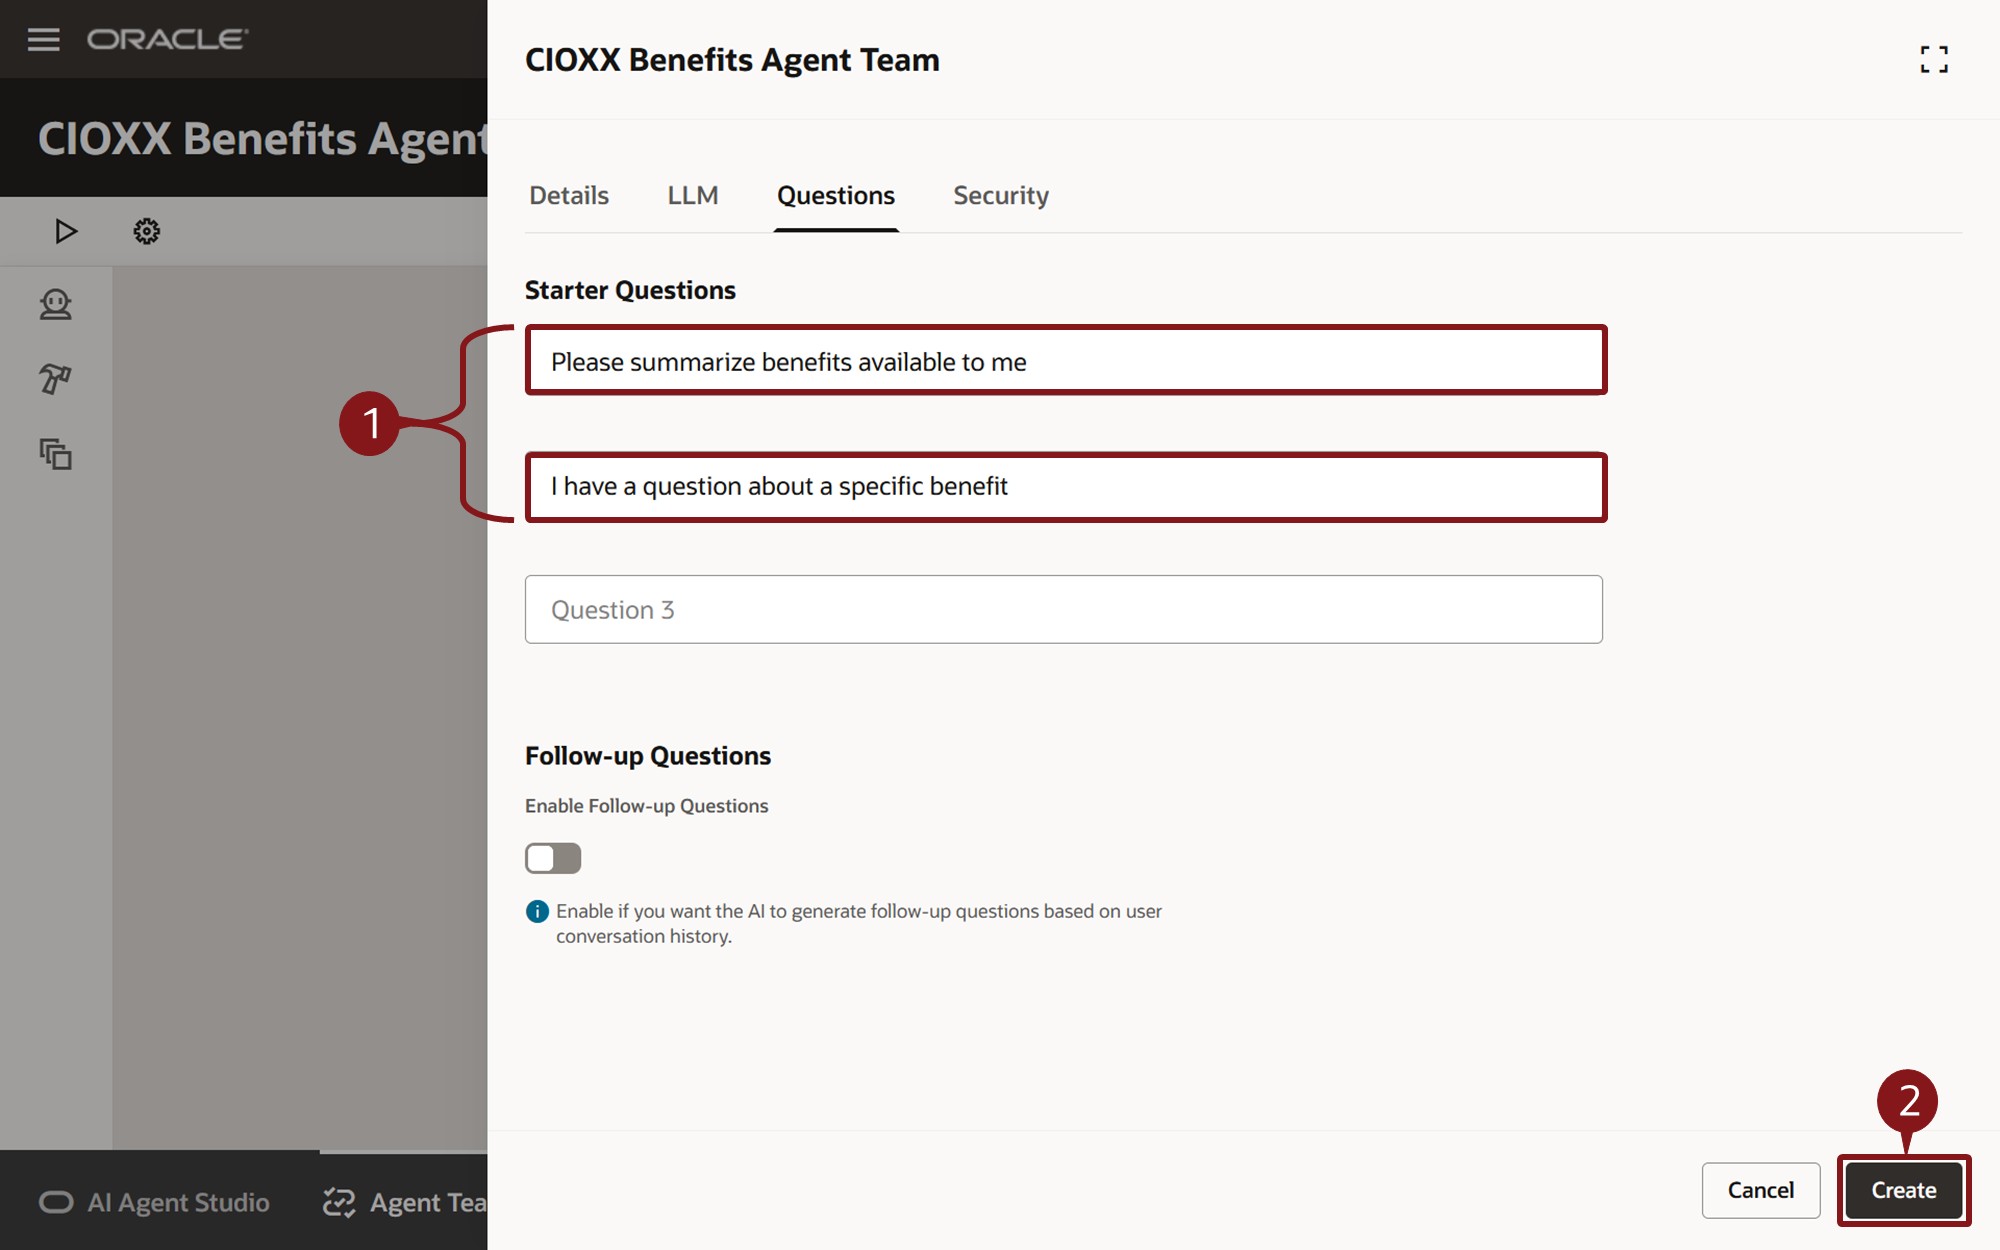 ORACLE
CIOXX Benefits Agent
CIOXX Benefits Agent Team
Details LLM Questions Security
Starter Questions
Please summarize benefits available to me
1
I have a question about a specific benefit
Question 3
Follow-up Questions
Enable Follow-up Questions
i Enable if you want the AI to generate follow-up questions based on user
conversation history.
2
Cancel Create
AI Agent Studio Agent Tea